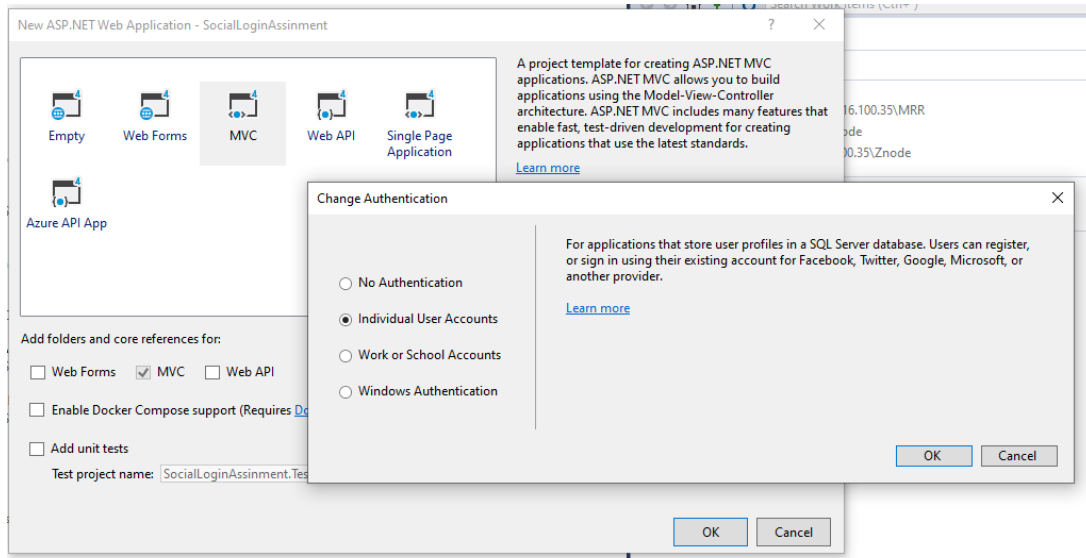 Search Work Items (Ctrl+')
New ASP.NET Web Application - SocialLoginAssinment
?
A project template for creating ASP.NET MVC
applications. ASP.NET MVC allows you to build
applications using the Model-View-Controller
architecture. ASP.NET MVC includes many features that
enable fast, test-driven development for creating
applications that use the latest standards.
Learn more
Empty
Web Forms
MVC
Web API
Single Page
Application
Azure API App
16.100.35\MRR
ode
00.35\Znode
Change Authentication
For applications that store user profiles in a SQL Server database. Users can register,
or sign in using their existing account for Facebook, Twitter, Google, Microsoft, or
another provider.
Learn more
No Authentication
Individual User Accounts
Work or School Accounts
Windows Authentication
OK
Cancel
Add folders and core references for:
Web Forms
MVC
Web API
Enable Docker Compose support (Requires Do
Add unit tests
Test project name:
SocialLoginAssinment.Tes
OK
Cancel